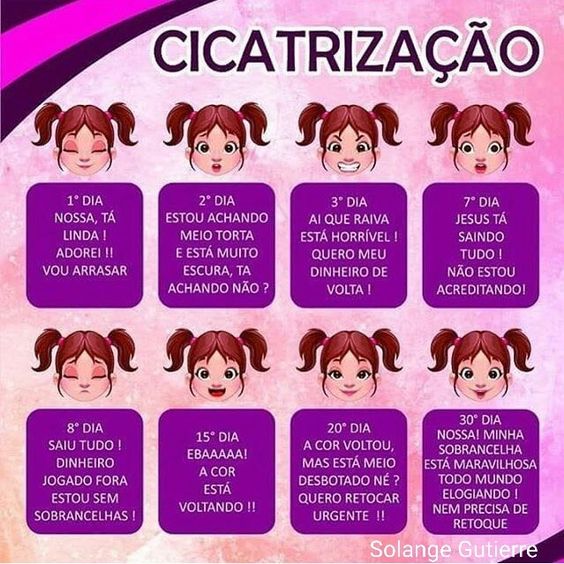 CICATRIZAÇÃO
1° DIA
NOSSA, TÁ
LINDA !
ADOREI !!
VOU ARRASAR
2° DIA
ESTOU ACHANDO
MEIO TORTA
E ESTÁ MUITO
ESCURA, TA
ACHANDO NÃO ?
3° DIA
AI QUE RAIVA
ESTÁ HORRÍVEL !
QUERO MEU
DINHEIRO DE
VOLTA !
7° DIA
JESUS TÁ
SAINDO
TUDO !
NÃO ESTOU
ACREDITANDO!
8° DIA
SAIU TUDO !
DINHEIRO
JOGADO FORA
ESTOU SEM
SOBRANCELHAS !
15° DIA
EBAAAAA!
A COR
ESTÁ
VOLTANDO !!
20° DIA
A COR VOLTOU,
MAS ESTÁ MEIO
DESBOTADO NÉ ?
QUERO RETOCAR
URGENTE !!
30° DIA
NOSSA! MINHA
SOBRANCELHA
ESTÁ MARAVILHOSA
TODO MUNDO
ELOGIANDO !
NEM PRECISA DE
RETOQUE
Solange Gutierre